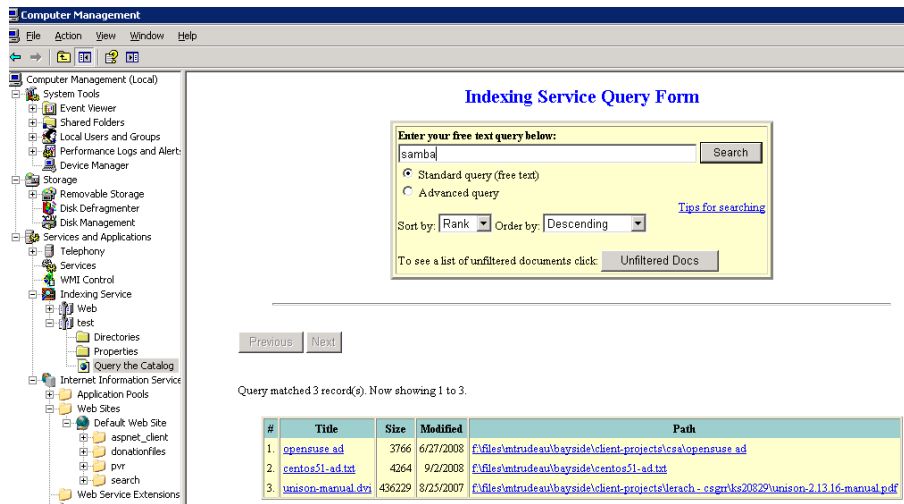 Computer Management
File Action View Window Help
Computer Management (Local)
System Tools
Event Viewer
Shared Folders
Local Users and Groups
Performance Logs and Alert:
Device Manager
Storage
Removable Storage
Disk Defragmenter
Disk Management
Services and Applications
Telephony
Services
WMI Control
Indexing Service
Web
test
Directories
Properties
Query the Catalog
Internet Information Service
Application Pools
Web Sites
Default Web Site
aspnet_client
donationfiles
pvr
search
Web Service Extensions
Indexing Service Query Form
Enter your free text query below:
samba Search
Standard query (free text)
Advanced query
Tips for searching
Sort by: Rank Order by: Descending
To see a list of unfiltered documents click: Unfiltered Docs
Previous Next
Query matched 3 record(s). Now showing 1 to 3.
# Title Size Modified Path
1. opensuse ad 3766 6/27/2008 f:\files\mtrudeau\bayside\client-projects\csa\opensuse ad
2. centos51-ad.txt 4264 9/2/2008 f:\files\mtrudeau\bayside\centos51-ad.txt
3. unison-manual.dvi 436229 8/25/2007 f:\files\mtrudeau\bayside\client-projects\lerach - csgrr\ks20829\unison-2.13.16-manual.pdf